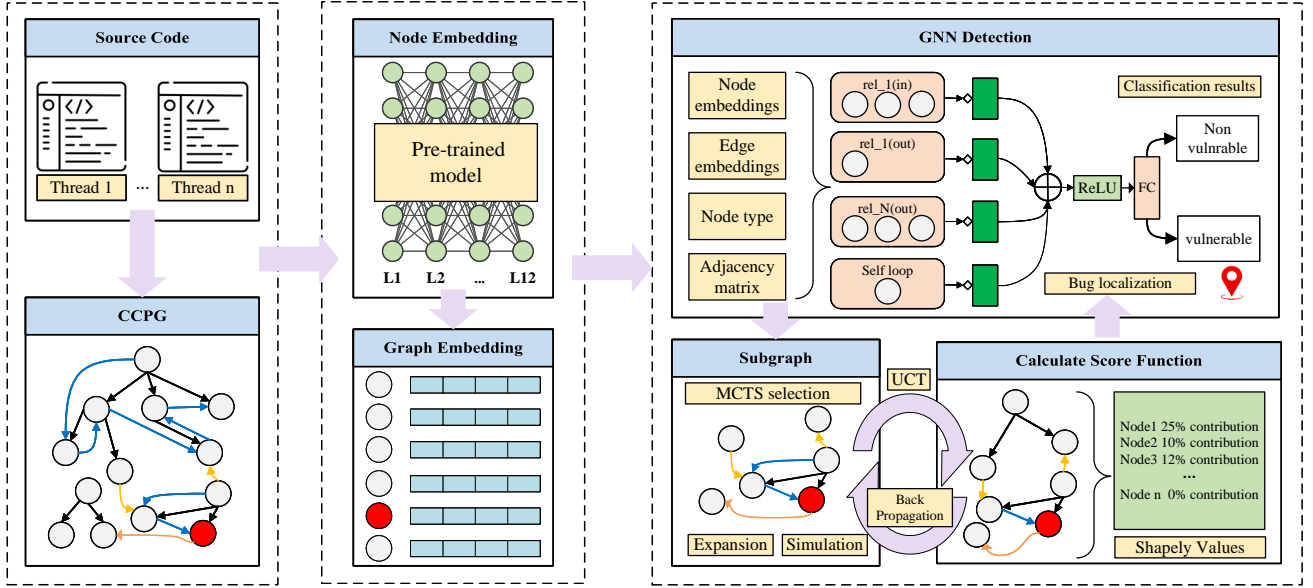 Source Code
</>
</>
Thread 1
...
Thread n
CCPG
Node Embedding
Pre-trained
model
L1
L2
...
L12
Graph Embedding
GNN Detection
Node
embeddings
Edge
embeddings
Node type
Adjacency
matrix
rel_1(in)
rel_1(out)
rel_N(out)
Self loop
ReLU
FC
Classification results
Non
vulnrable
vulnerable
Bug localization
Subgraph
MCTS selection
Expansion
Simulation
UCT
Back
Propagation
Calculate Score Function
Node1 25% contribution
Node2 10% contribution
Node3 12% contribution
...
Node n 0% contribution
Shapely Values